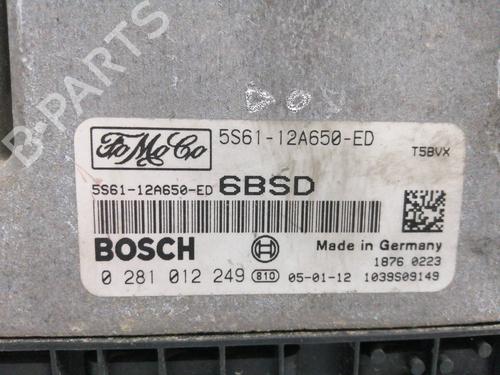 B-PARTS
FoMoCo
5S61-12A650-ED
T5BVX
5S61-12A650-ED 6BSD
BOSCH
Made in Germany
1876 0223
0 281 012 249 810 05-01-12 1039S09149